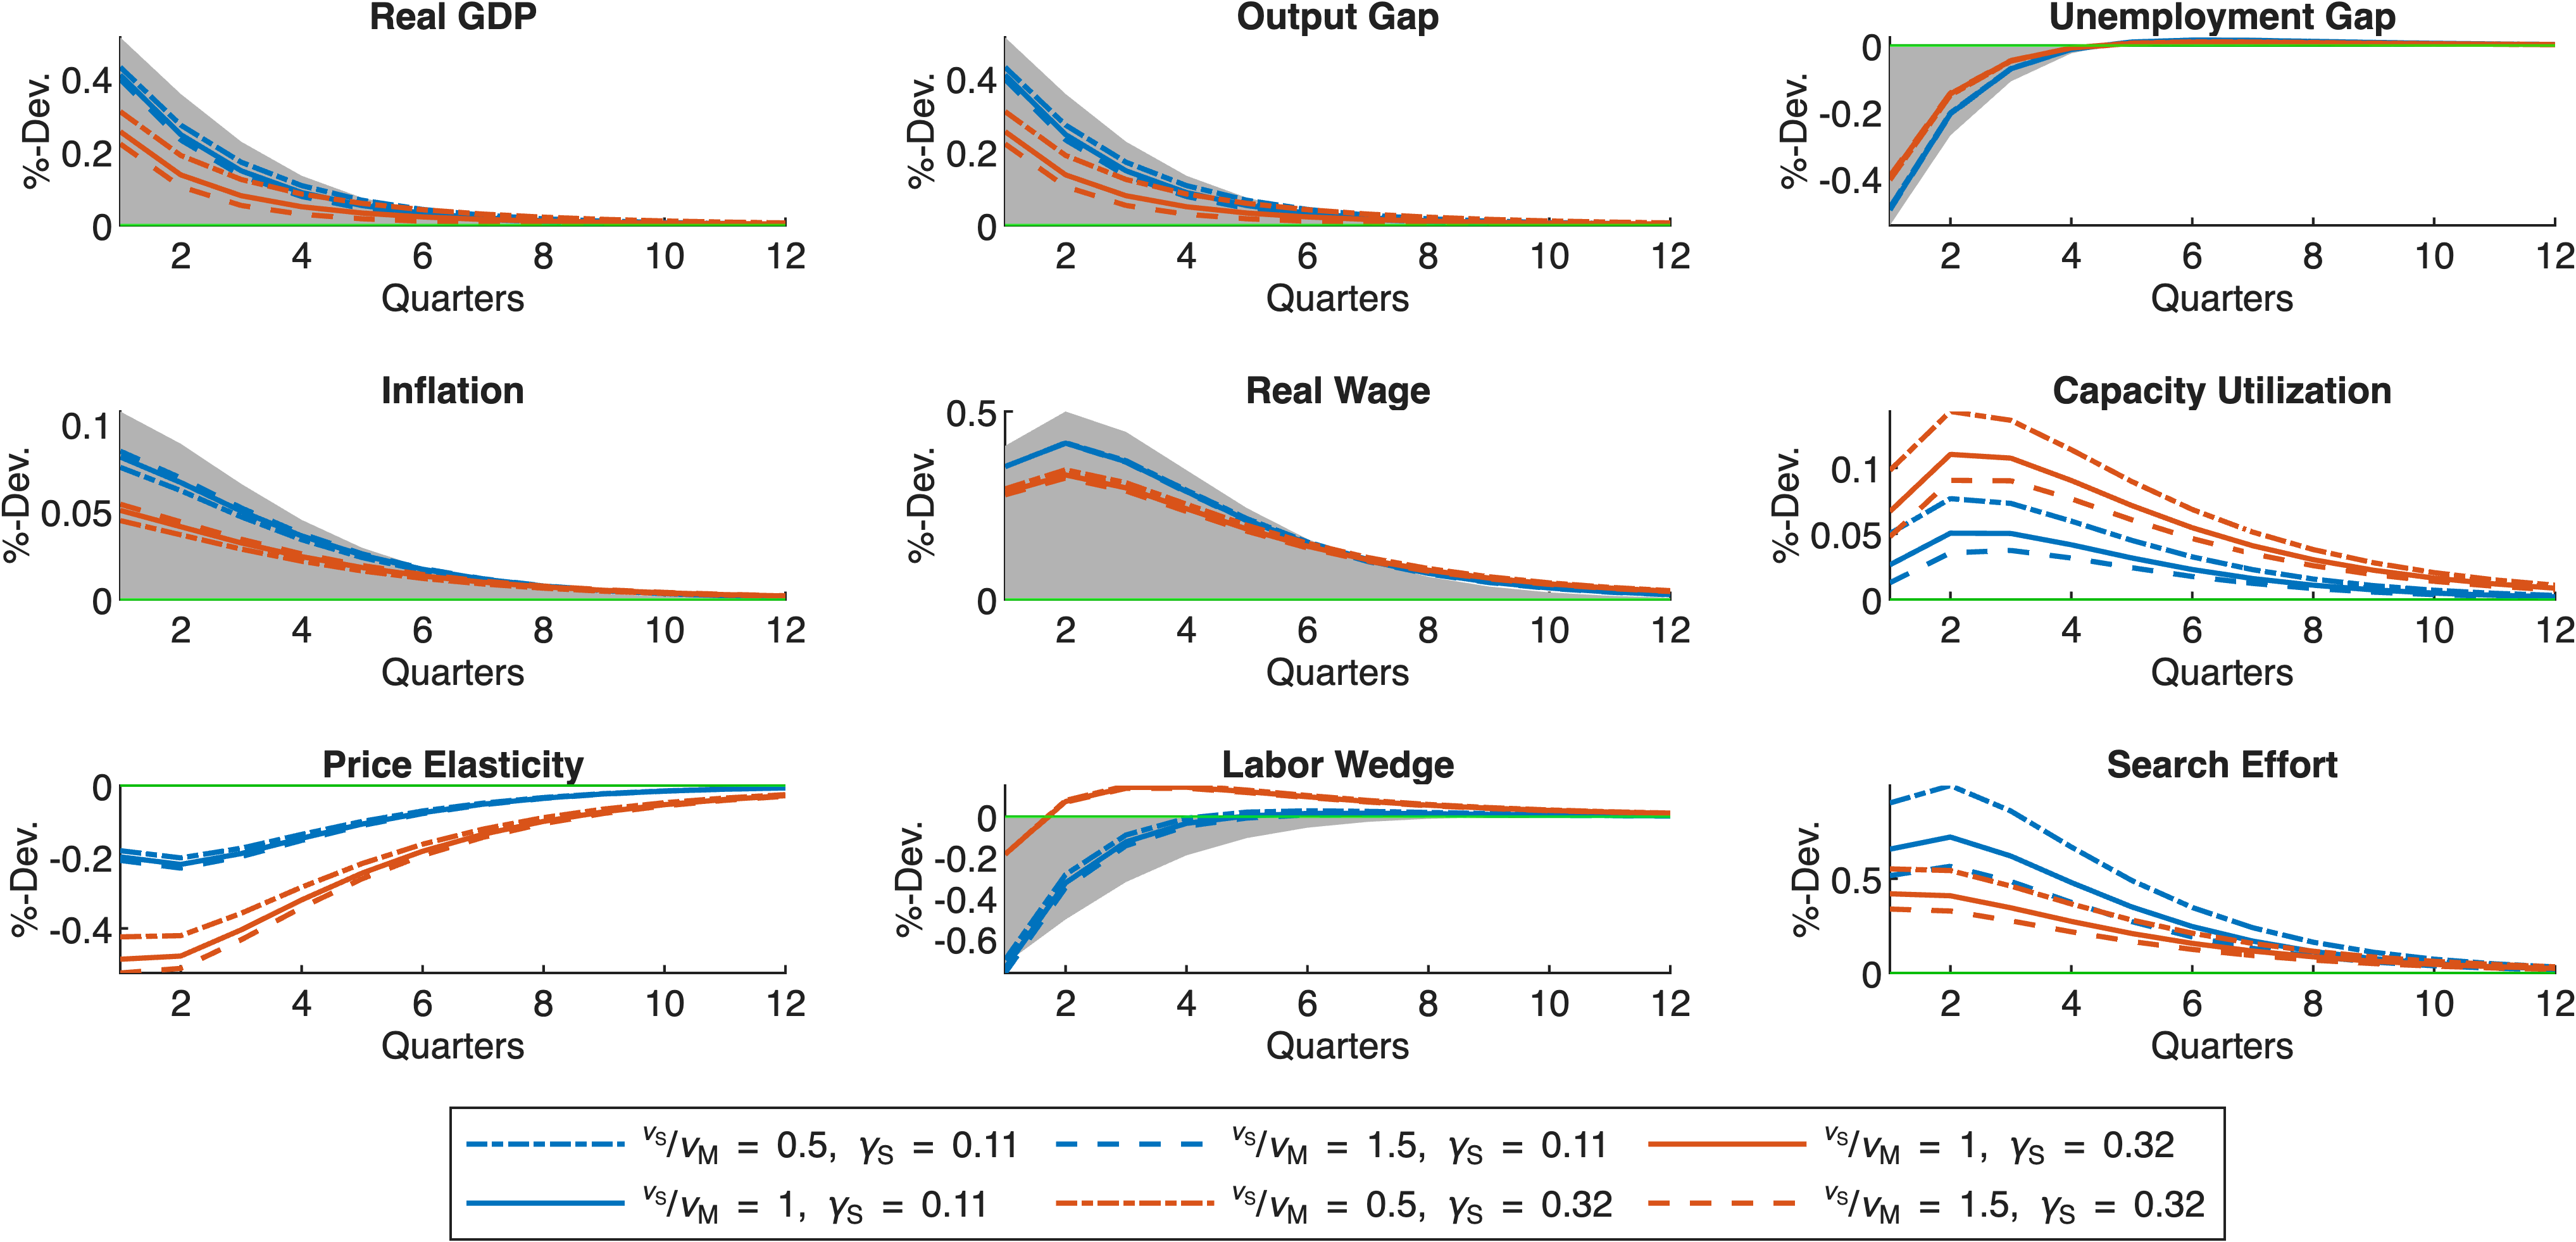 Real GDP
%-Dev.
0.4
0.2
0
2 4 6 8 10 12
Quarters
Output Gap
%-Dev.
0.4
0.2
0
2 4 6 8 10 12
Quarters
Unemployment Gap
%-Dev.
0
-0.2
-0.4
2 4 6 8 10 12
Quarters
Inflation
%-Dev.
0.1
0.05
0
2 4 6 8 10 12
Quarters
Real Wage
%-Dev.
0.5
0
2 4 6 8 10 12
Quarters
Capacity Utilization
%-Dev.
0.1
0.05
0
2 4 6 8 10 12
Quarters
Price Elasticity
%-Dev.
0
-0.2
-0.4
2 4 6 8 10 12
Quarters
Labor Wedge
%-Dev.
0
-0.2
-0.4
-0.6
2 4 6 8 10 12
Quarters
Search Effort
%-Dev.
0.5
0
2 4 6 8 10 12
Quarters
νS/νM = 0.5, γS = 0.11
νS/νM = 1.5, γS = 0.11
νS/νM = 1, γS = 0.32
νS/νM = 1, γS = 0.11
νS/νM = 0.5, γS = 0.32
νS/νM = 1.5, γS = 0.32